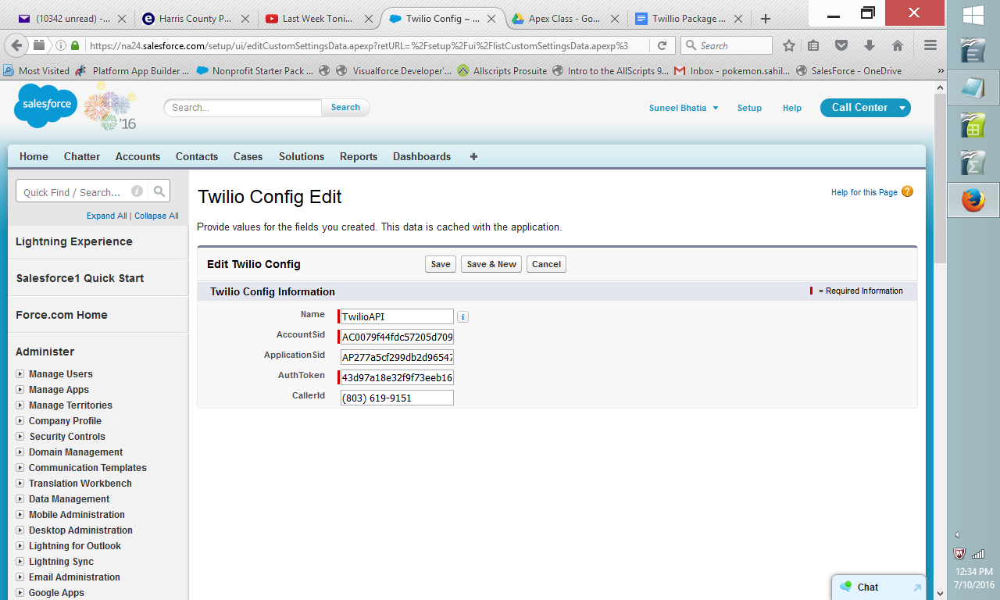 (10342 unread) -...
Harris County P...
Last Week Toni...
Twilio Config ~ ...
Apex Class - Go...
Twillio Package ...
https://na24.salesforce.com/setup/ui/editCustomSettingsData.apexp?retURL=%2Fsetup%2Fui%2FlistCustomSettingsData.apexp%3
Search
Most Visited
Platform App Builder ...
Nonprofit Starter Pack ...
Visualforce Developer'...
Allscripts Prosuite
Intro to the AllScripts 9...
Inbox - pokemon.sahil...
SalesForce - OneDrive
salesforce
'16
Search...
Search
Suneel Bhatia
Setup
Help
Call Center
Home
Chatter
Accounts
Contacts
Cases
Solutions
Reports
Dashboards
Quick Find / Search...
Expand All | Collapse All
Lightning Experience
Salesforce1 Quick Start
Force.com Home
Administer
Manage Users
Manage Apps
Manage Territories
Company Profile
Security Controls
Domain Management
Communication Templates
Translation Workbench
Data Management
Mobile Administration
Desktop Administration
Lightning for Outlook
Lightning Sync
Email Administration
Google Apps
Twilio Config Edit
Help for this Page
Provide values for the fields you created. This data is cached with the application.
Edit Twilio Config
Save
Save & New
Cancel
Twilio Config Information
= Required Information
Name
TwilioAPI
AccountSid
AC0079f44fdc57205d709
ApplicationSid
AP277a5cf299db2d96547
AuthToken
43d97a18e32f9f73eeb16
CallerId
(803) 619-9151
Chat
12:34 PM
7/10/2016